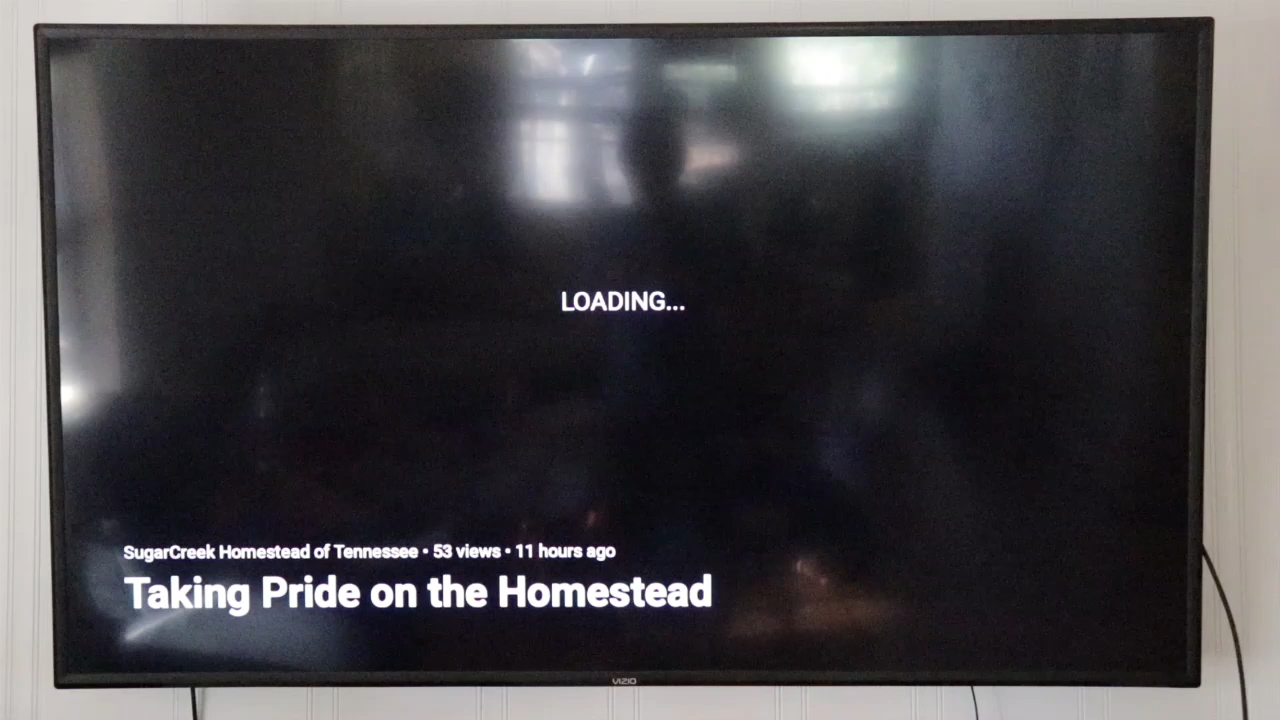 LOADING...
SugarCreek Homestead of Tennessee • 53 views • 11 hours ago
Taking Pride on the Homestead
VIZIO